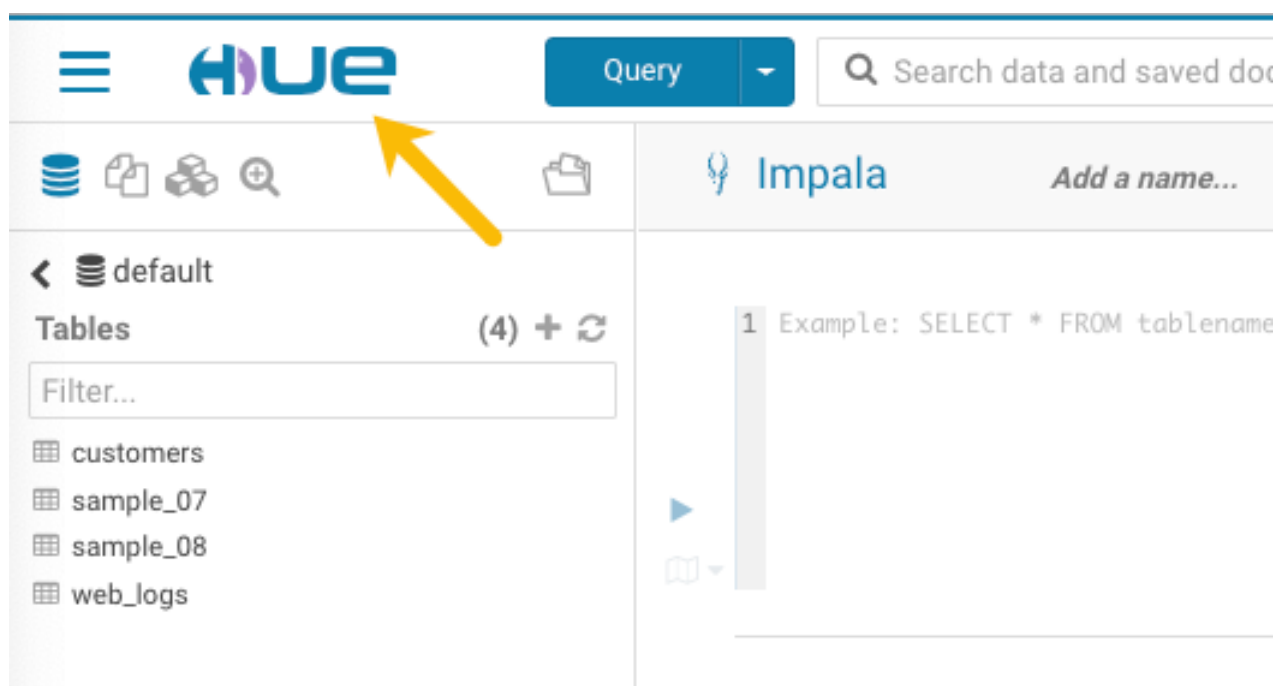 HUE Query Search data and saved doc
Impala Add a name...
default
Tables (4)
1 Example: SELECT * FROM tablename
Filter...
customers
sample_07
sample_08
web_logs